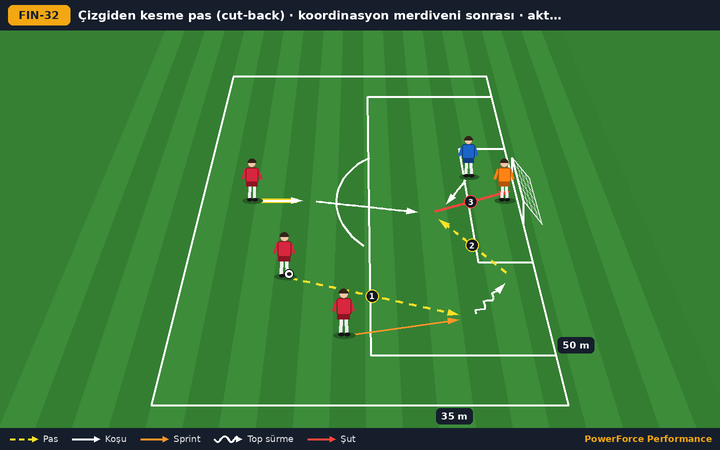 FIN-32 Çizgiden kesme pas (cut-back) · koordinasyon merdiveni sonrası · akt…
3
2
1
50 m
35 m
Pas Koşu Sprint Top sürme Şut PowerForce Performance